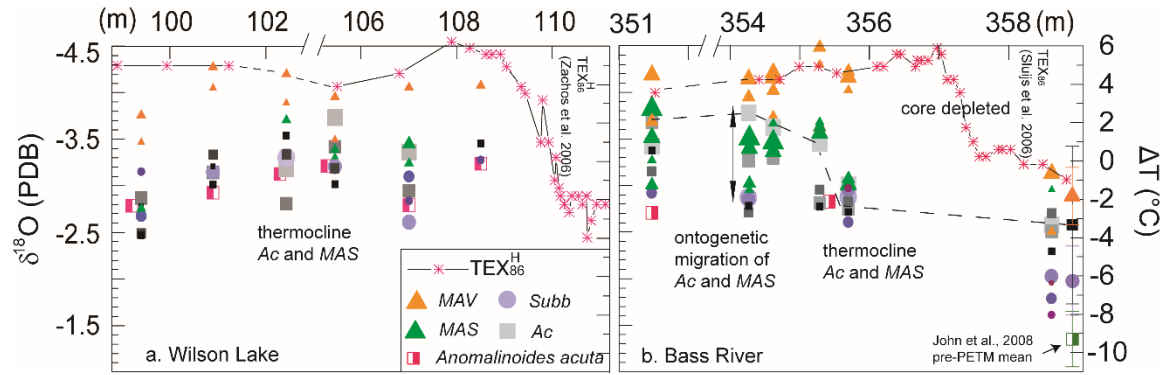 (m) 100 102 104 106 108 110
351 354 356 358 (m)
-4.5
-3.5
-2.5
-1.5
δ18O (PDB)
6
4
2
0
-2
-4
-6
-8
-10
ΔT (°C)
TEX86H
(Zachos et al. 2006)
thermocline
Ac and MAS
TEX86H
MAV Subb
MAS Ac
Anomalinoides acuta
a. Wilson Lake
TEX86
(Sluijs et al. 2006)
core depleted
ontogenetic
migration of
Ac and MAS
thermocline
Ac and MAS
John et al., 2008
pre-PETM mean
b. Bass River